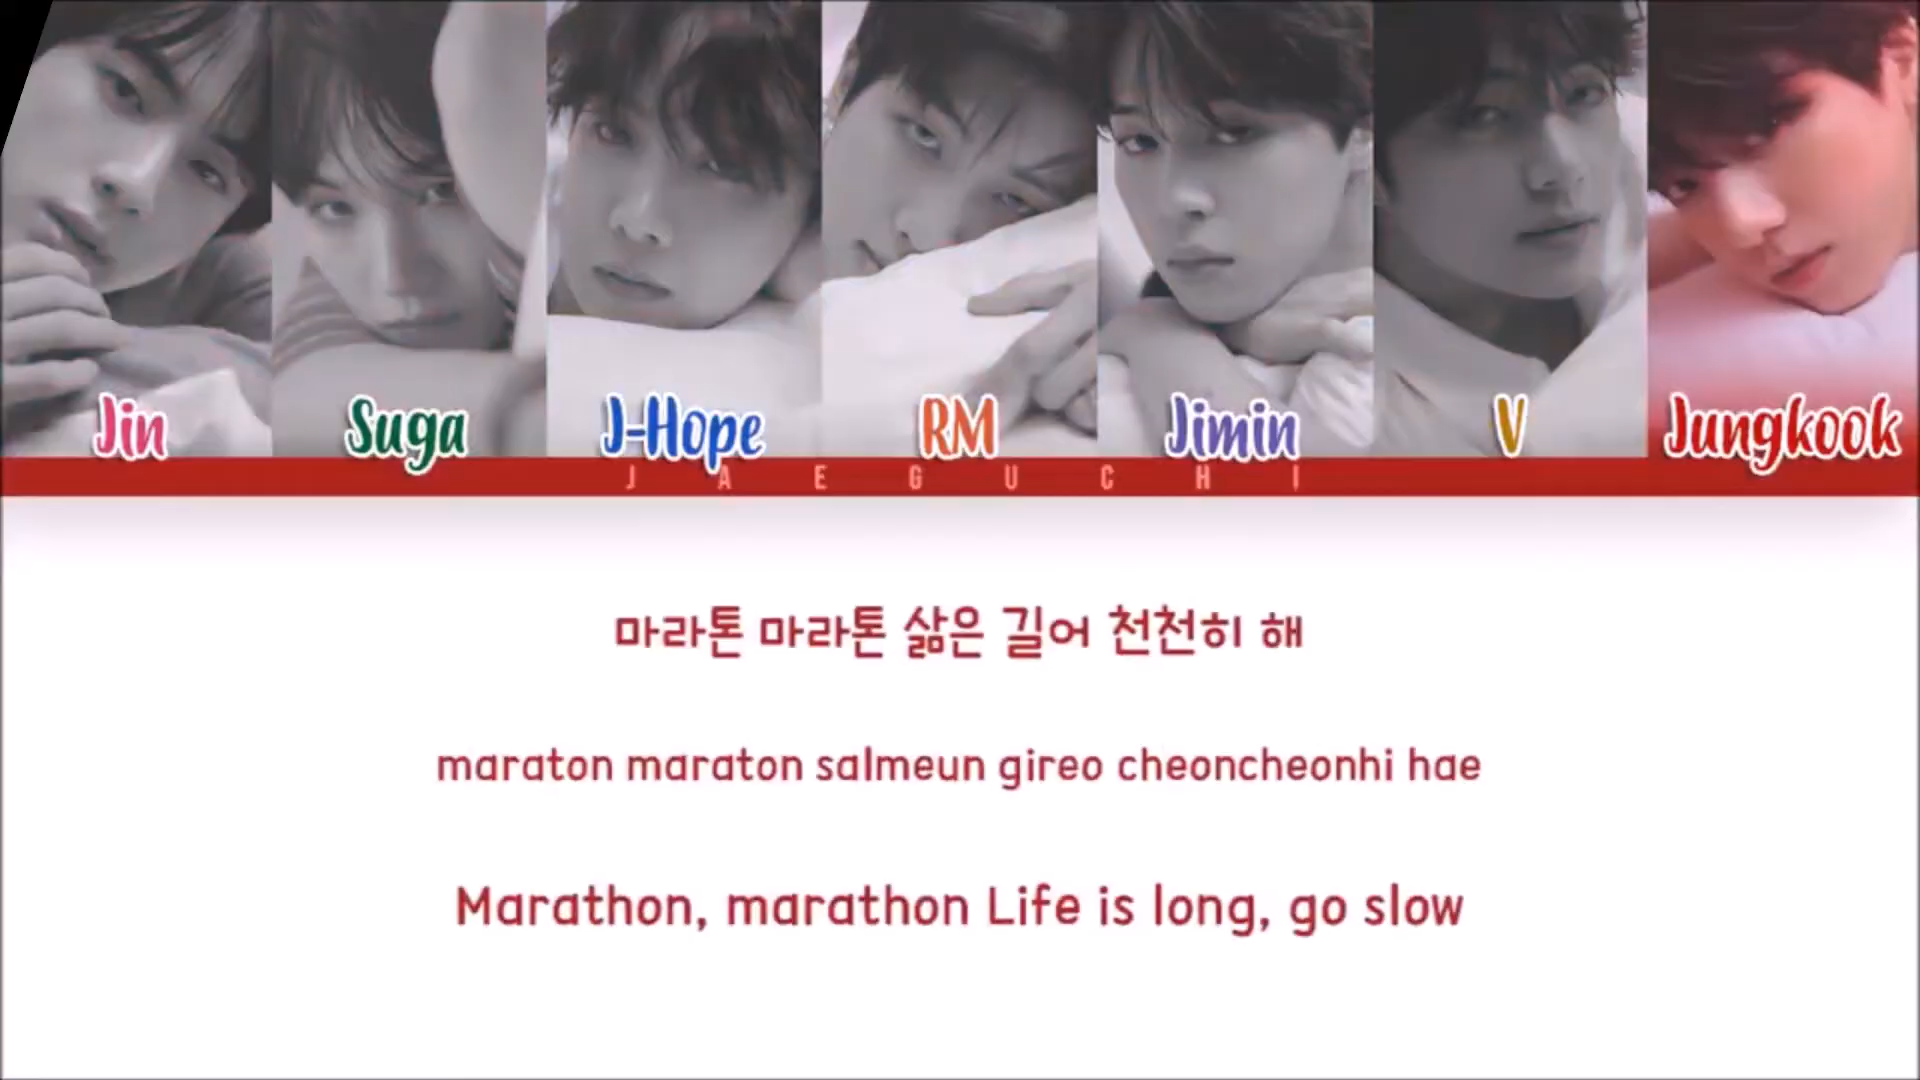 Jin Suga J-Hope RM Jimin V Jungkook
JAEGUCHI
마라톤 마라톤 삶은 길어 천천히 해
maraton maraton salmeun gireo cheoncheonhi hae
Marathon, marathon Life is long, go slow